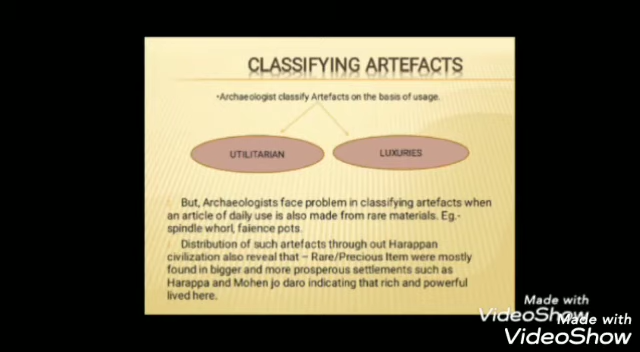 CLASSIFYING ARTEFACTS
•Archaeologist classify Artefacts on the basis of usage.
UTILITARIAN
LUXURIES
But, Archaeologists face problem in classifying artefacts when
an article of daily use is also made from rare materials. Eg.-
spindle whorl, faience pots.
Distribution of such artefacts through out Harappan
civilization also reveal that – Rare/Precious Item were mostly
found in bigger and more prosperous settlements such as
Harappa and Mohen jo daro indicating that rich and powerful
lived here.
Made with
VideoShow
Made with
VideoShow